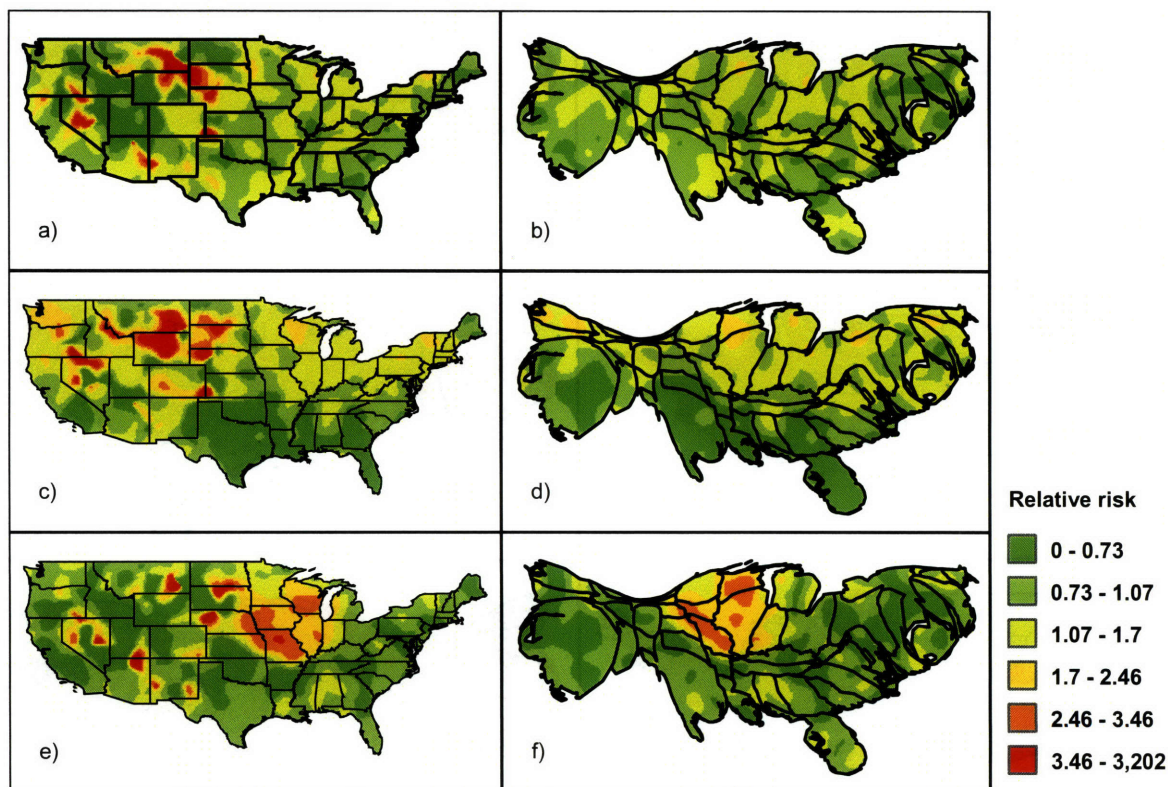 a)
b)
c)
d)
e)
f)
Relative risk
0 - 0.73
0.73 - 1.07
1.07 - 1.7
1.7 - 2.46
2.46 - 3.46
3.46 - 3,202